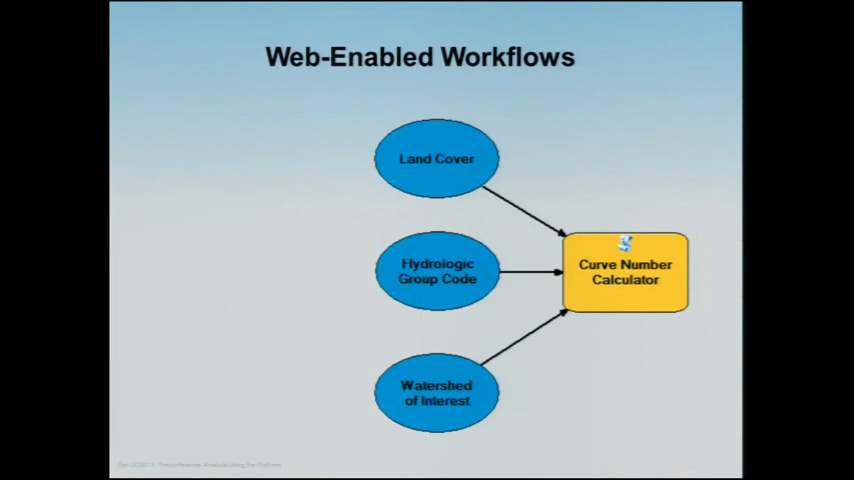 Web-Enabled Workflows
Land Cover
Hydrologic
Group Code
Curve Number
Calculator
Watershed
of Interest